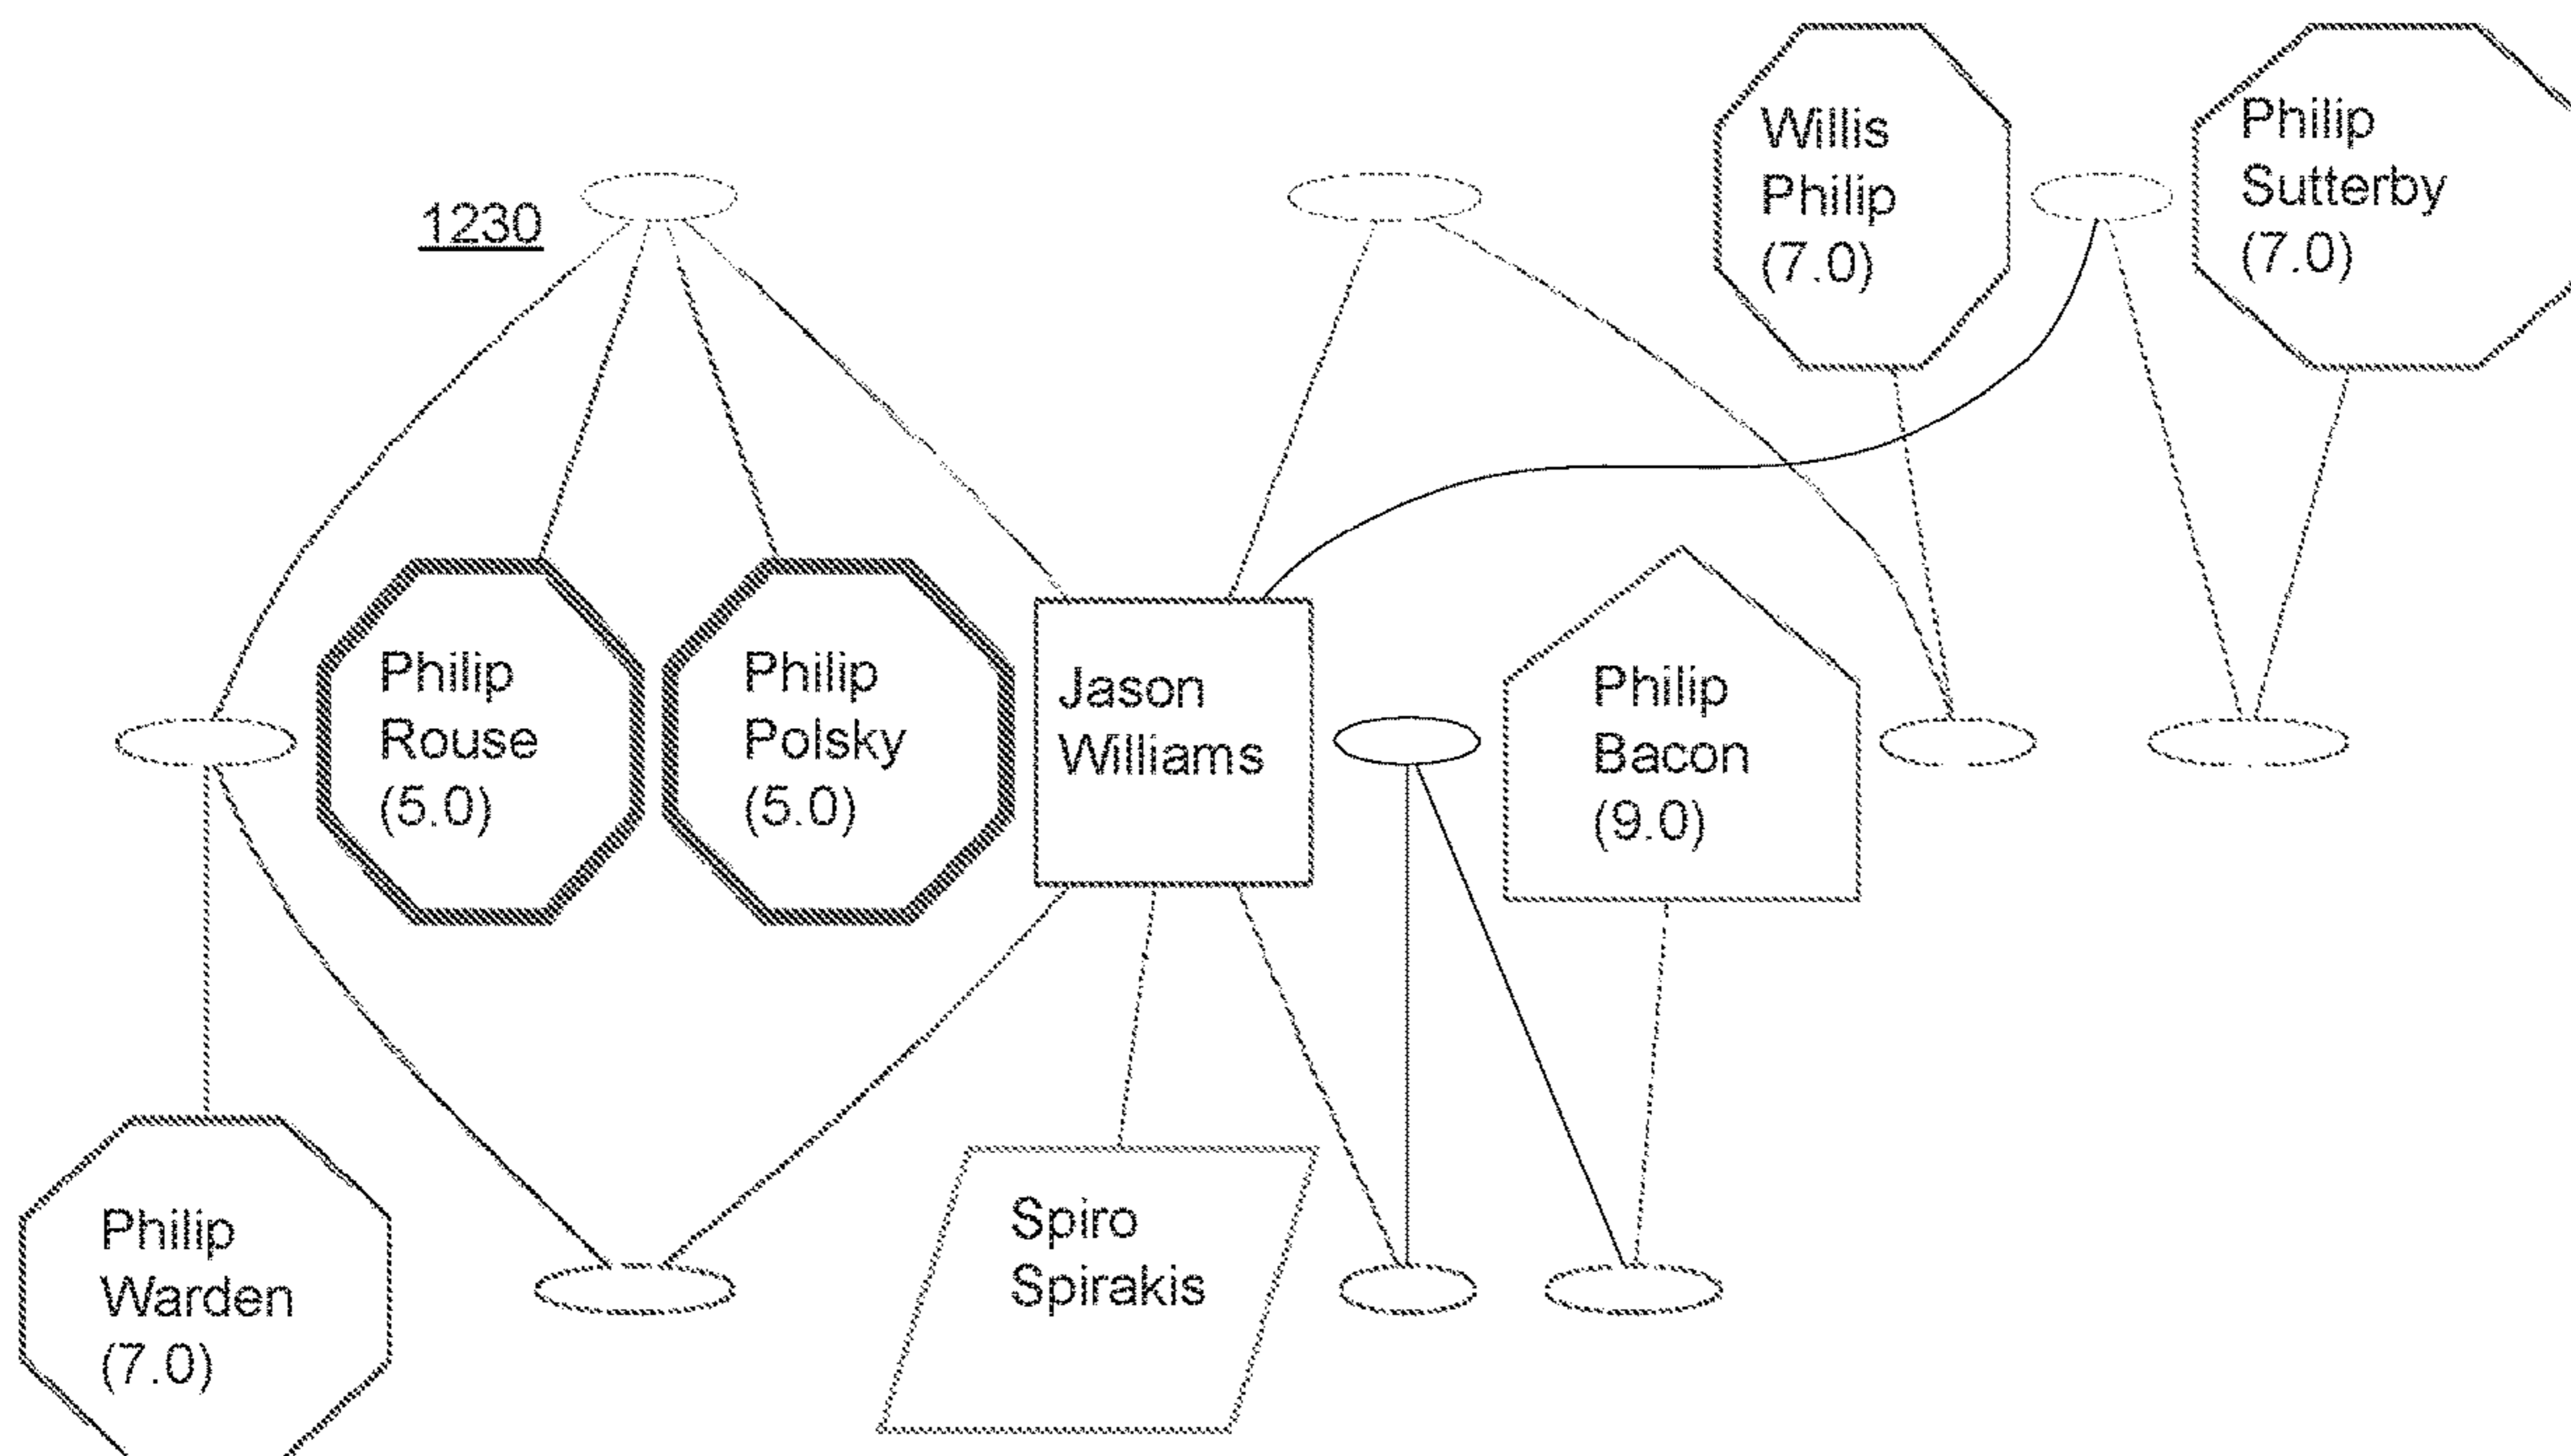 Willis
Philip
(7.0)
Philip
Sutterby
(7.0)
1230
Philip
Rouse
(5.0)
Philip
Polsky
(5.0)
Jason
Williams
Philip
Bacon
(9.0)
Philip
Warden
(7.0)
Spiro
Spirakis